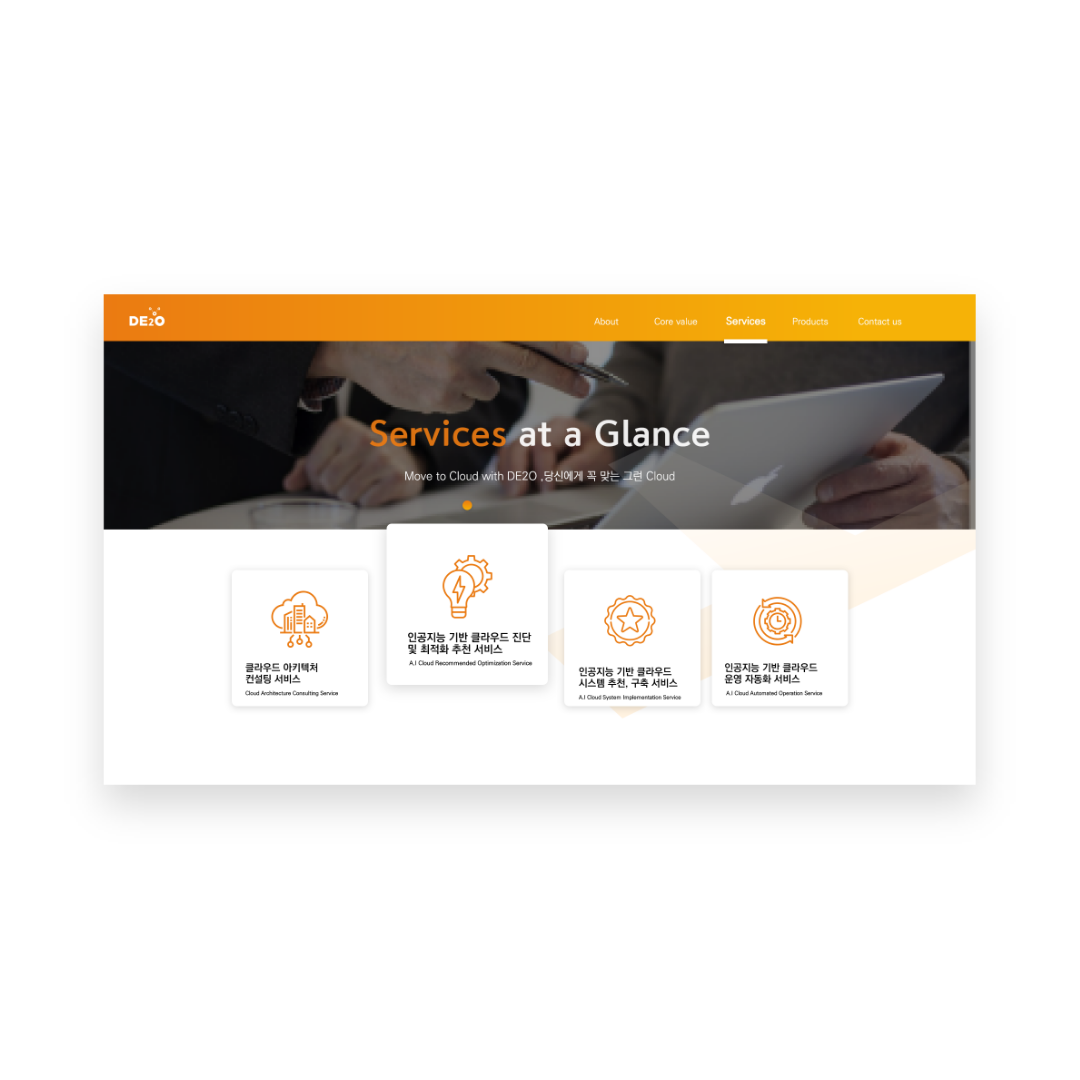 DE2O
About
Core value
Services
Products
Contact us
Services at a Glance
Move to Cloud with DE2O ,당신에게 꼭 맞는 그런 Cloud
클라우드 아키텍처
컨설팅 서비스
Cloud Architecture Consulting Service
인공지능 기반 클라우드 진단
및 최적화 추천 서비스
A.I Cloud Recommended Optimization Service
인공지능 기반 클라우드
시스템 추천, 구축 서비스
A.I Cloud System Implementation Service
인공지능 기반 클라우드
운영 자동화 서비스
A.I Cloud Automated Operation Service